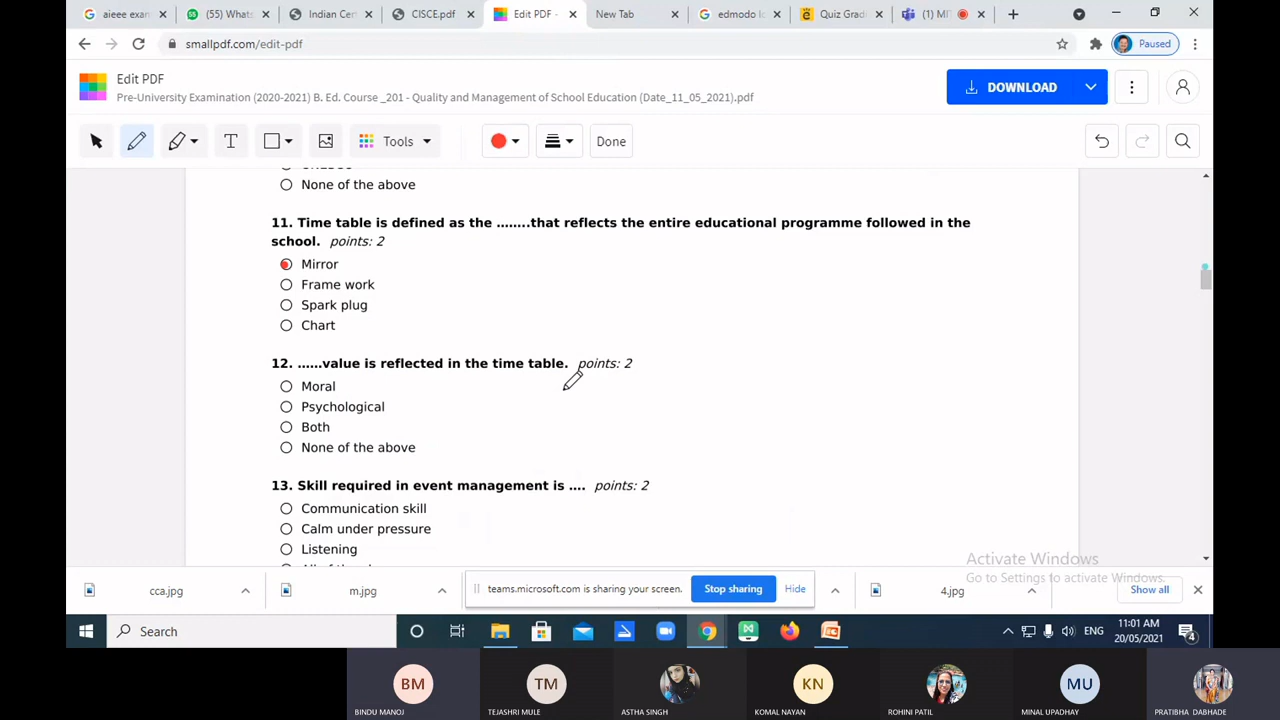 aieee exan
(55) Whats
Indian Cert
CISCE.pdf
Edit PDF -
New Tab
edmodo lo
Quiz Gradi
(1) MI
smallpdf.com/edit-pdf
Paused
Edit PDF
Pre-University Examination (2020-2021) B. Ed. Course _201 - Quality and Management of School Education (Date_11_05_2021).pdf
DOWNLOAD
T
Tools
Done
None of the above
11. Time table is defined as the ........that reflects the entire educational programme followed in the
school. points: 2
Mirror
Frame work
Spark plug
Chart
12. ......value is reflected in the time table. points: 2
Moral
Psychological
Both
None of the above
13. Skill required in event management is .... points: 2
Communication skill
Calm under pressure
Listening
Activate Windows
Go to Settings to activate Windows.
cca.jpg
m.jpg
teams.microsoft.com is sharing your screen.
Stop sharing
Hide
4.jpg
Show all
Search
ENG
11:01 AM
20/05/2021
4
BM
TM
KN
MU
BINDU MANOJ
TEJASHRI MULE
ASTHA SINGH
KOMAL NAYAN
ROHINI PATIL
MINAL UPADHAY
PRATIBHA DABHADE